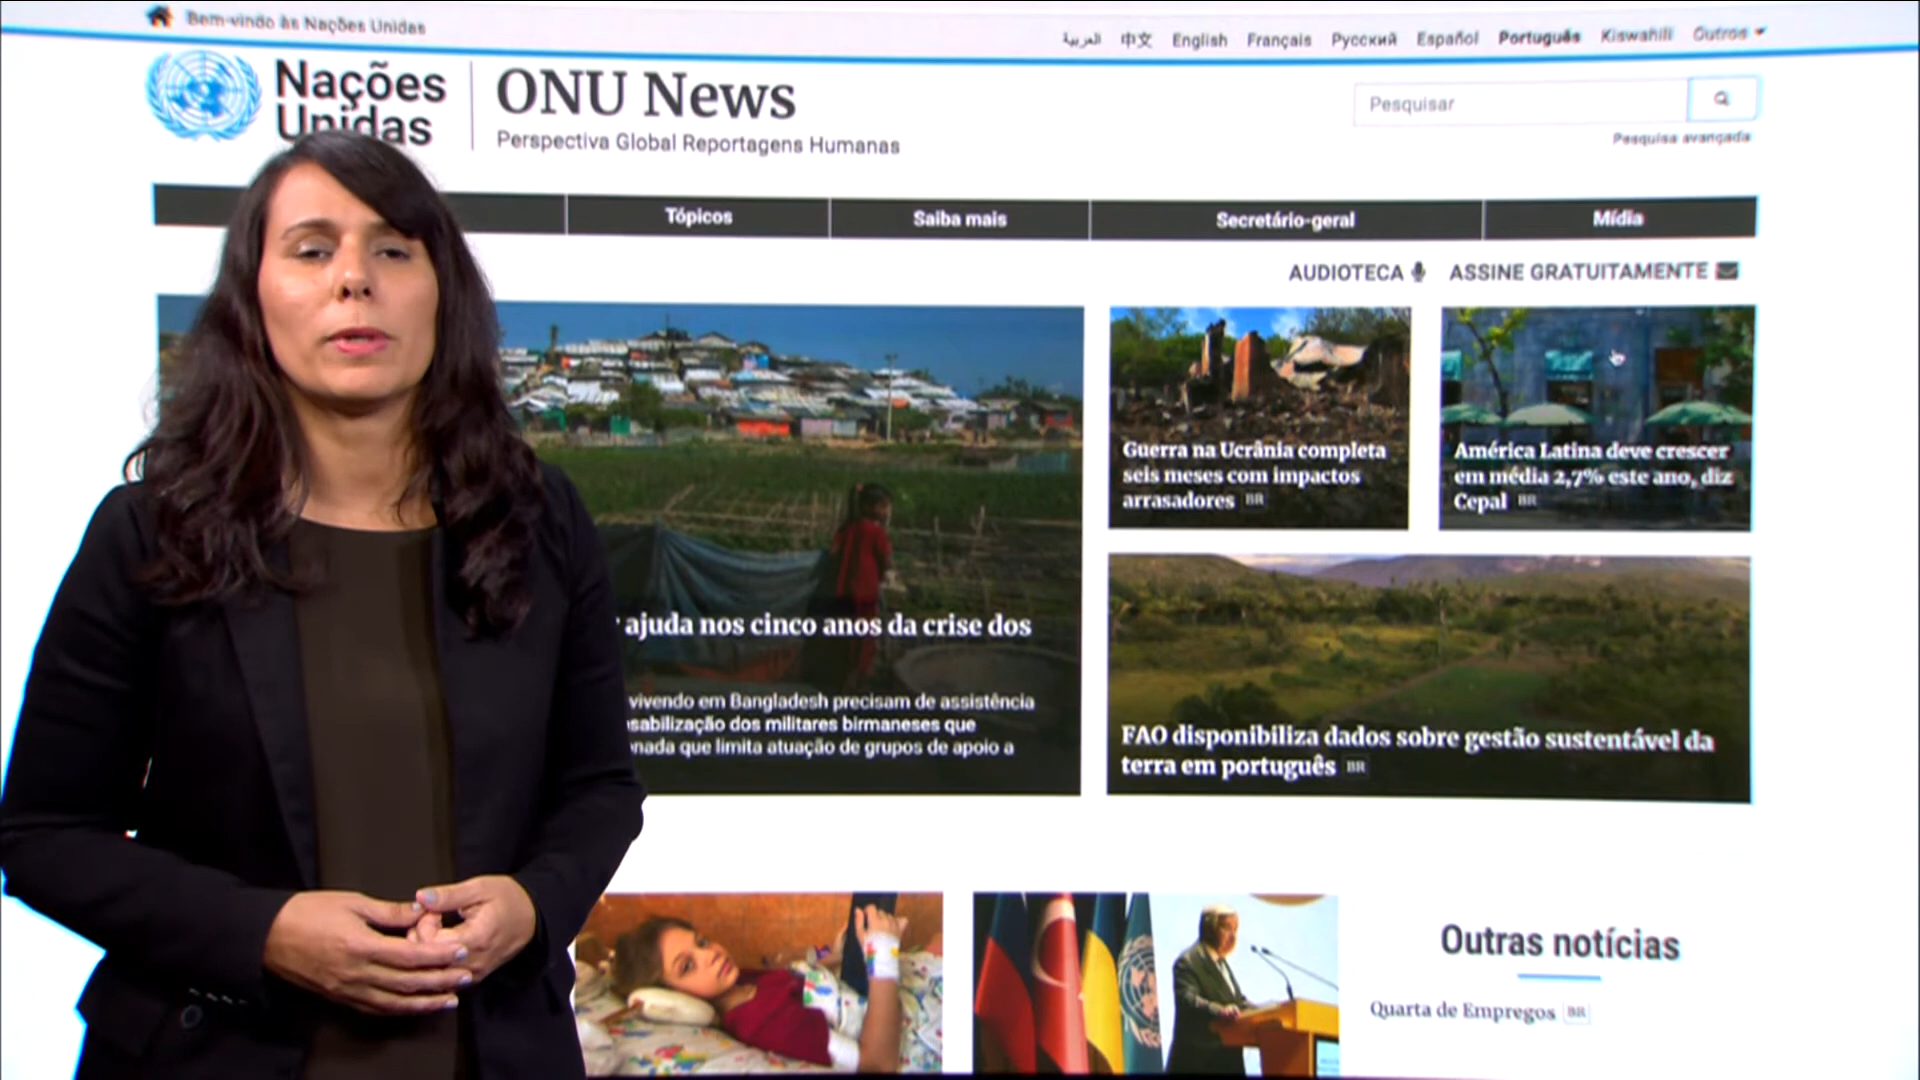 Bem-vindo às Nações Unidas
العربية 中文 English Français Русский Español Português Kiswahili Outros
Nações
Unidas
ONU News
Perspectiva Global Reportagens Humanas
Pesquisar
Pesquisa avançada
Tópicos Saiba mais Secretário-geral Mídia
AUDIOTECA ASSINE GRATUITAMENTE
ajuda nos cinco anos da crise dos
vivendo em Bangladesh precisam de assistência
dos militares birmaneses que
que limita atuação de grupos de apoio a
Guerra na Ucrânia completa
seis meses com impactos
arrasadores BR
América Latina deve crescer
em média 2,7% este ano, diz
Cepal BR
FAO disponibiliza dados sobre gestão sustentável da
terra em português BR
Outras notícias
Quarta de Empregos BR